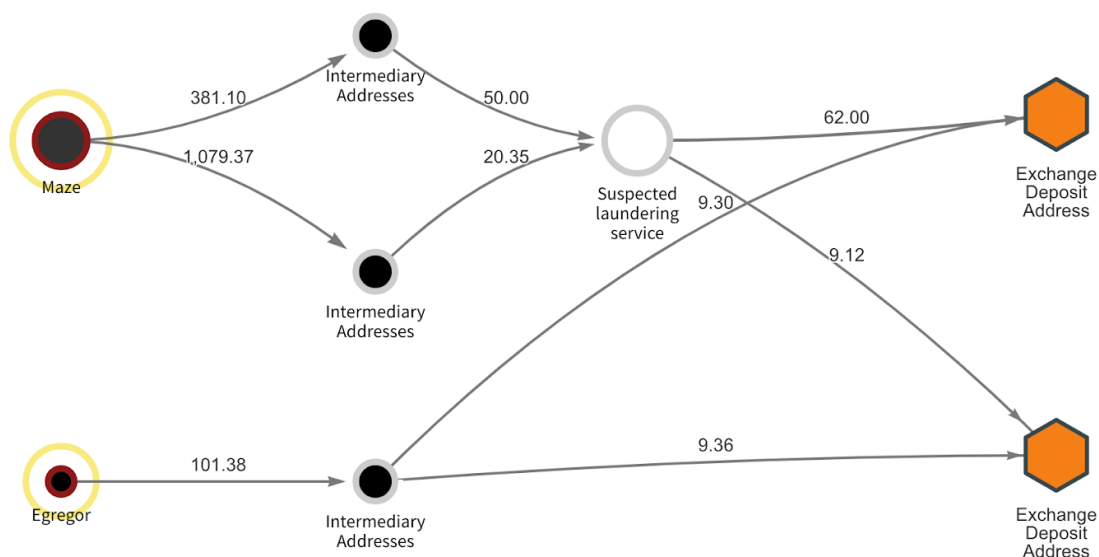 Intermediary
Addresses
381.10
50.00
62.00
Maze
1,079.37
20.35
Suspected
laundering
service
Exchange
Deposit
Address
9.30
9.12
Intermediary
Addresses
Egregor
101.38
9.36
Intermediary
Addresses
Exchange
Deposit
Address